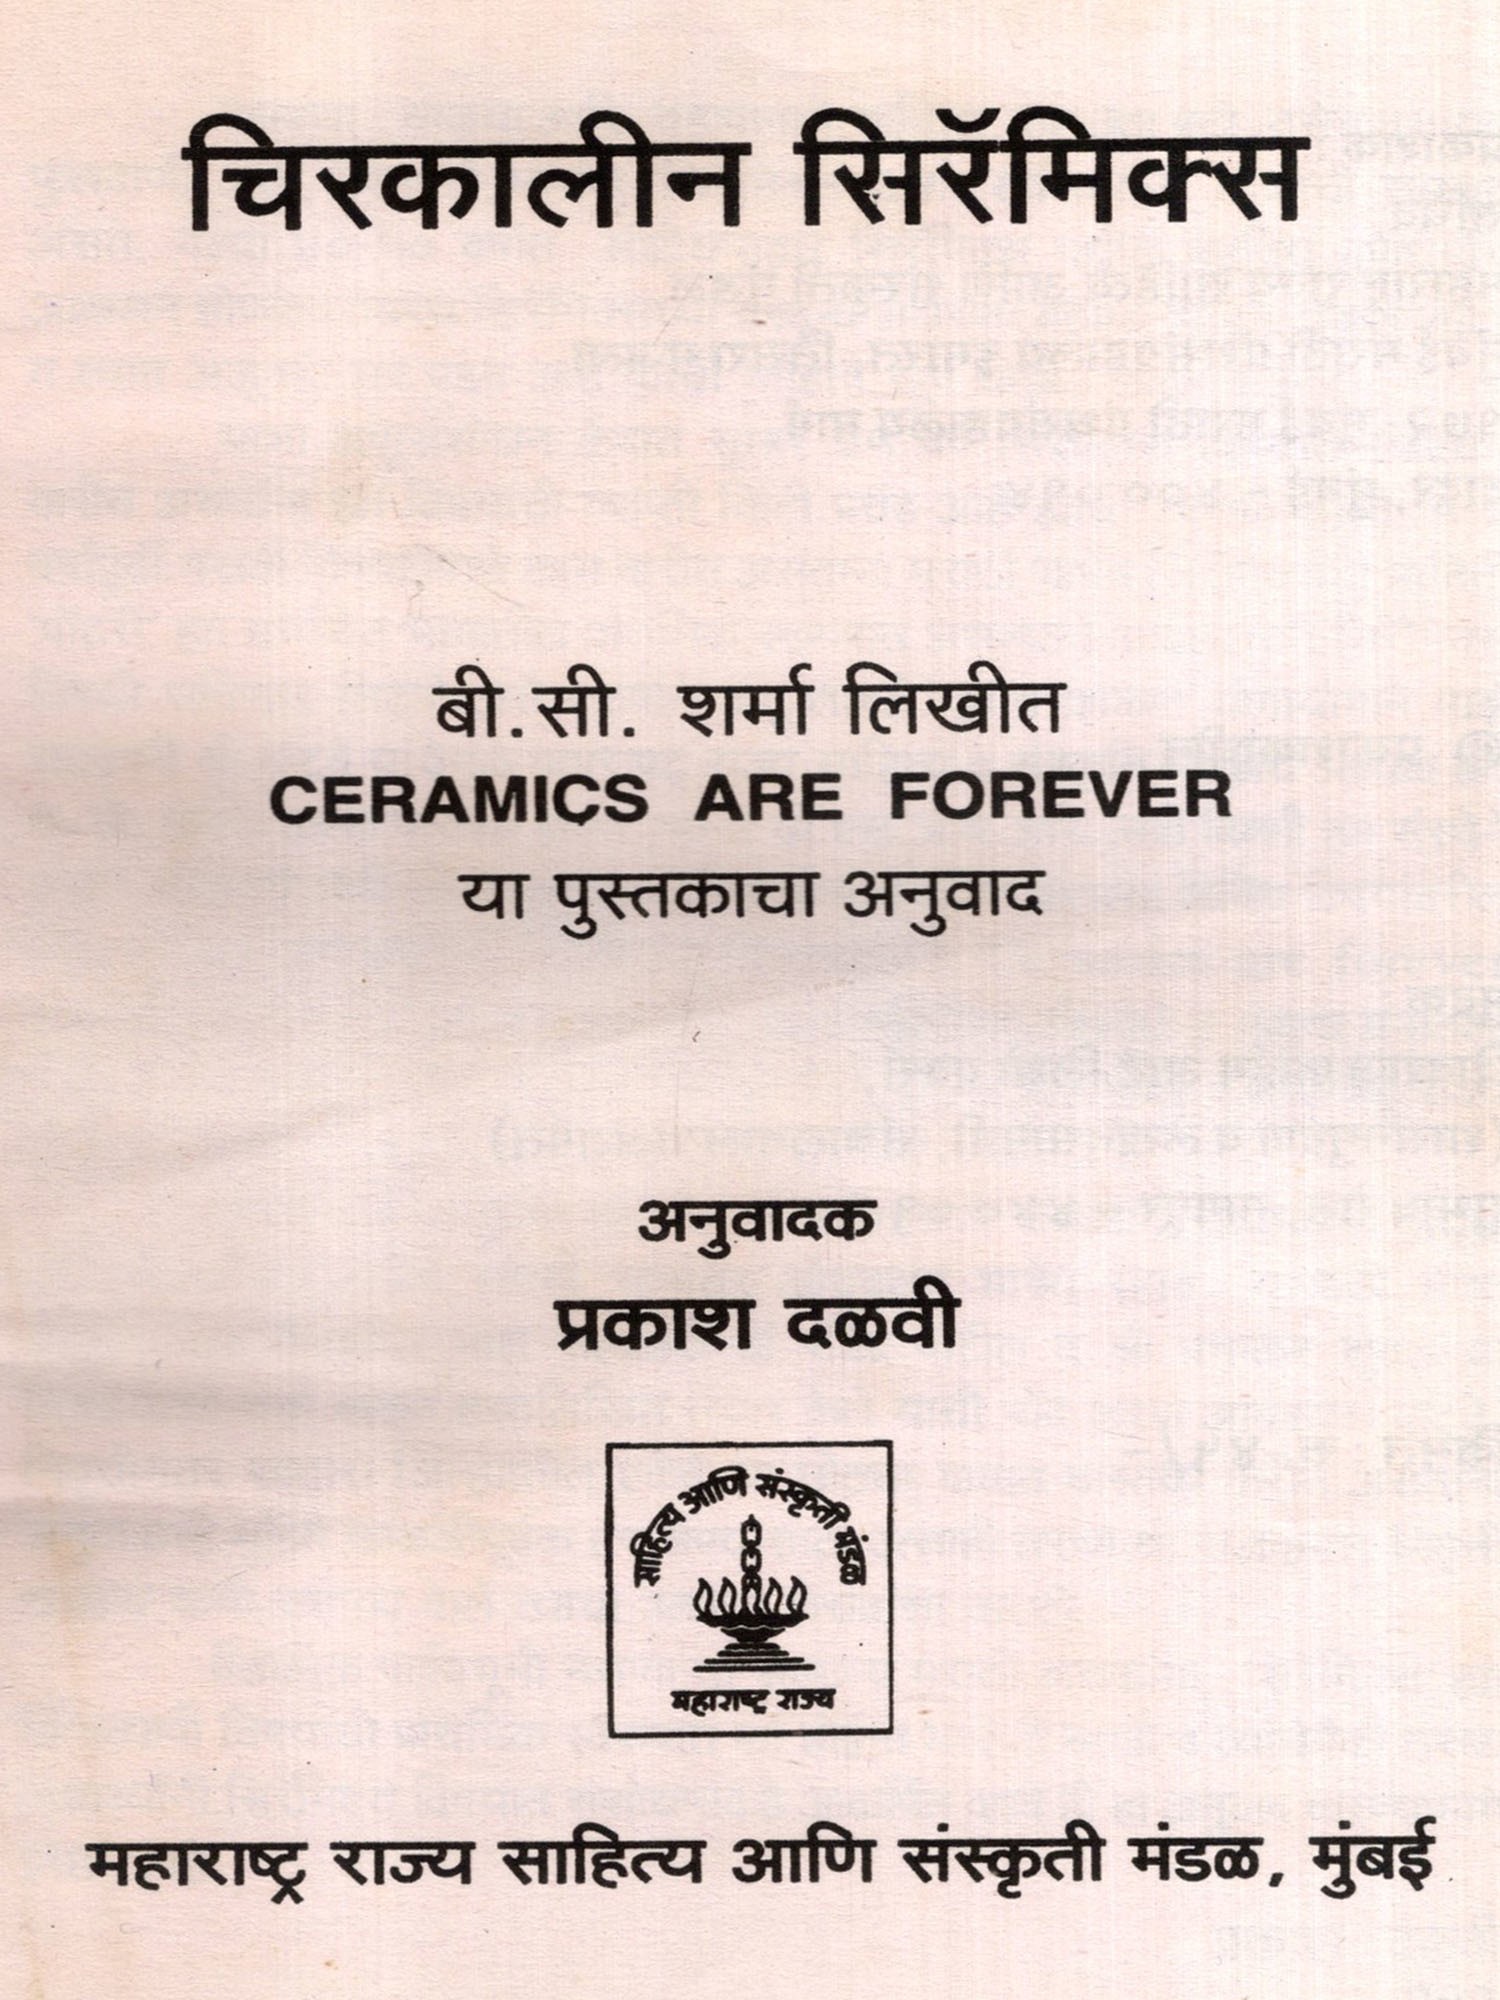 चिरकालीन सिरॅमिक्स
बी.सी. शर्मा लिखीत
CERAMICS ARE FOREVER
या पुस्तकाचा अनुवाद
अनुवादक
प्रकाश दळवी
साहित्य आणि संस्कृती मंडळ
महाराष्ट्र राज्य
महाराष्ट्र राज्य साहित्य आणि संस्कृती मंडळ, मुंबई